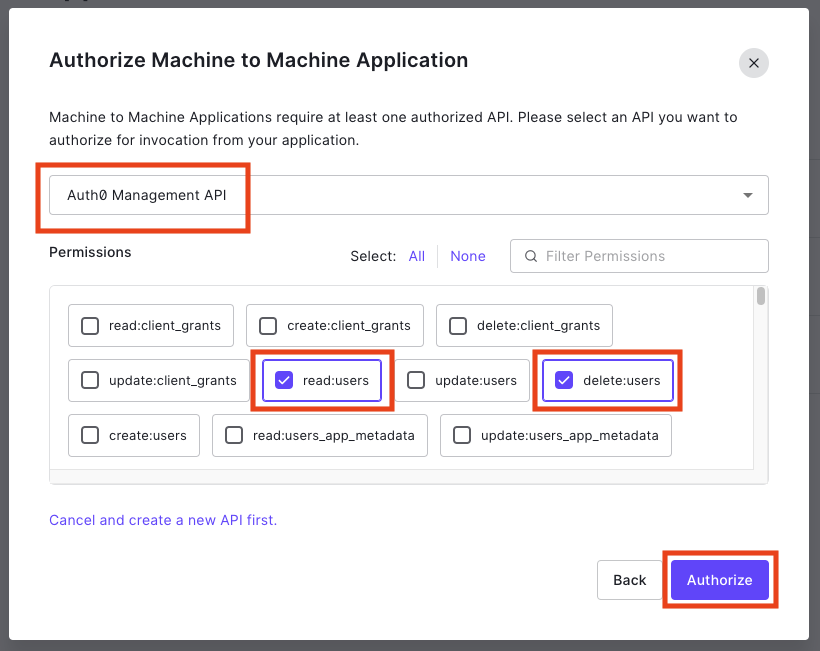 Authorize Machine to Machine Application
Machine to Machine Applications require at least one authorized API. Please select an API you want to
authorize for invocation from your application.
Auth0 Management API
Permissions
Select: All None
Filter Permissions
read:client_grants
create:client_grants
delete:client_grants
update:client_grants
read:users
update:users
delete:users
create:users
read:users_app_metadata
update:users_app_metadata
Cancel and create a new API first.
Back
Authorize